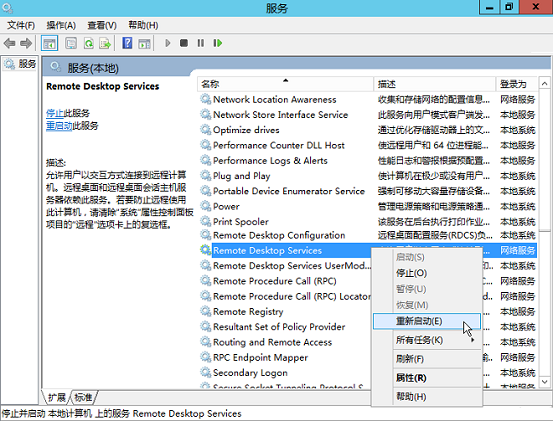 服务
文件(F) 操作(A) 查看(V) 帮助(H)
服务
服务(本地)
Remote Desktop Services
停止此服务
重启动此服务
描述:
允许用户以交互方式连接到远程计算机。远程桌面和远程桌面会话主机服务器依赖此服务。若要防止远程使用此计算机，请清除"系统"属性控制面板项目的"远程"选项卡上的复选框。
名称 描述 登录为
Network Location Awareness 收集和存储网络的配置信息... 网络服务
Network Store Interface Service 此服务向用户模式客户端发... 本地服务
Optimize drives 通过优化存储驱动器上的文... 本地系统
Performance Counter DLL Host 使远程用户和 64 位进程能... 本地服务
Performance Logs & Alerts 性能日志和警报根据预配置... 本地服务
Plug and Play 使计算机在极少或没有用户... 本地系统
Portable Device Enumerator Service 强制可移动大容量存储设备... 本地系统
Power 管理电源策略和电源策略通... 本地系统
Print Spooler 该服务在后台执行打印作业... 本地系统
Remote Desktop Configuration 远程桌面配置服务(RDCS)负... 本地系统
Remote Desktop Services 网络服务
Remote Desktop Services UserMod... 本地系统
Remote Procedure Call (RPC) 网络服务
Remote Procedure Call (RPC) Locator 网络服务
Remote Registry 本地服务
Resultant Set of Policy Provider 本地系统
Routing and Remote Access 本地系统
RPC Endpoint Mapper 网络服务
Secondary Logon 本地系统
Secure Socket Tunneling Protocol S... 本地服务
启动(S)
停止(O)
暂停(U)
恢复(M)
重新启动(E)
所有任务(K)
刷新(F)
属性(R)
帮助(H)
扩展 标准
停止并启动 本地计算机 上的服务 Remote Desktop Services